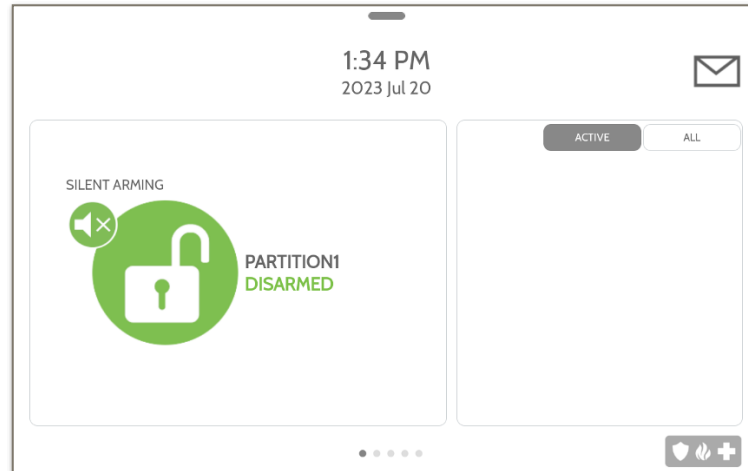 1:34 PM
2023 Jul 20
ACTIVE
ALL
SILENT ARMING
PARTITION1
DISARMED